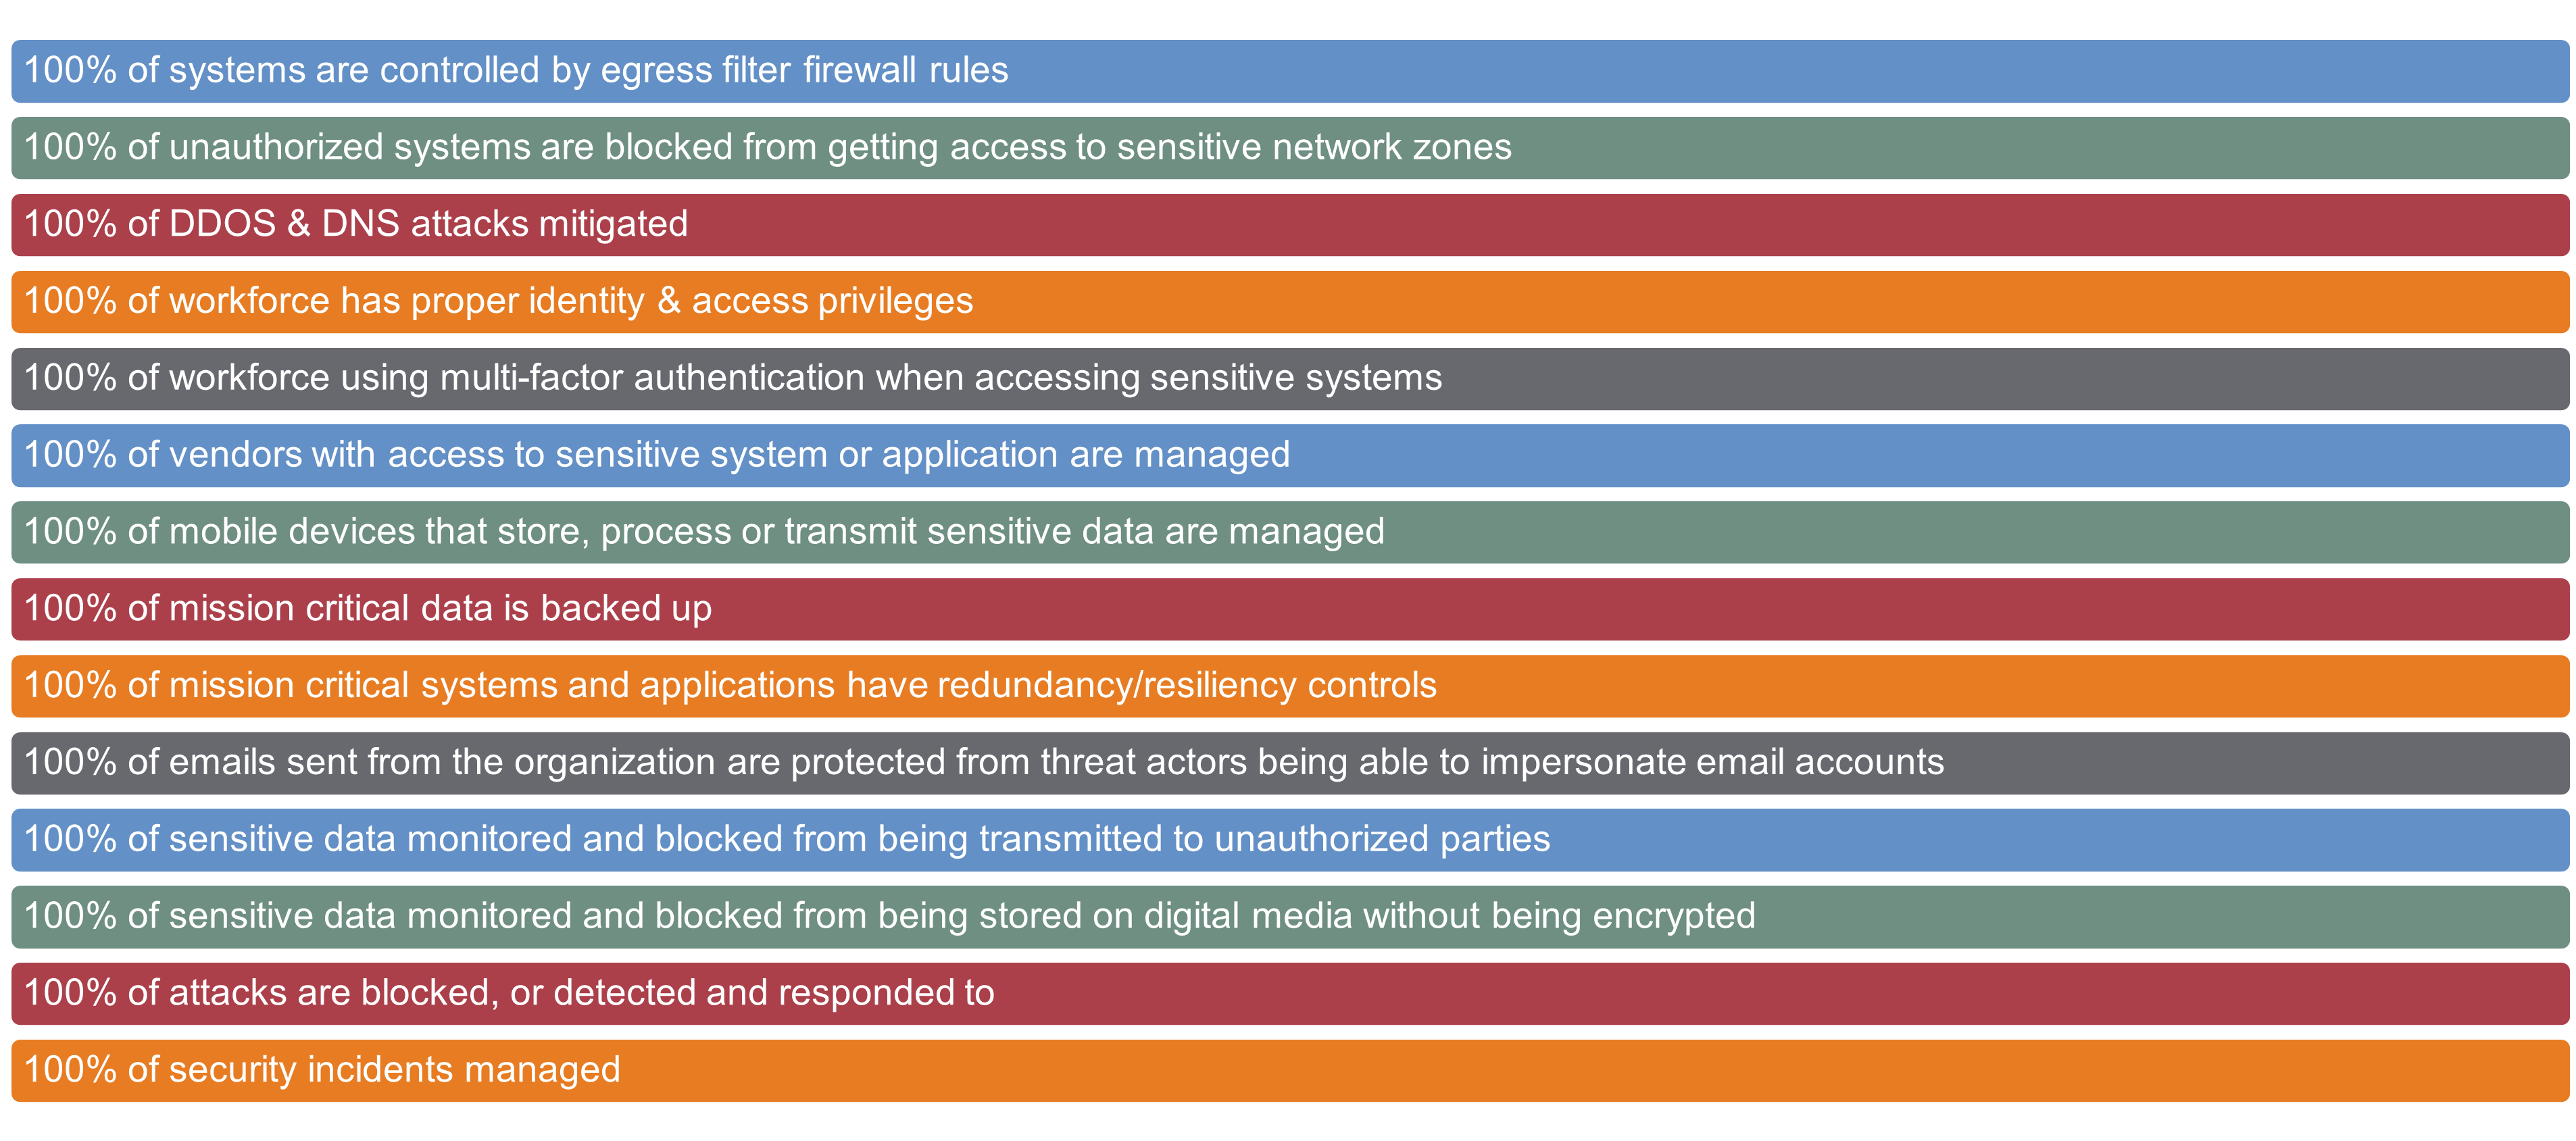 100% of systems are controlled by egress filter firewall rules
100% of unauthorized systems are blocked from getting access to sensitive network zones
100% of DDOS & DNS attacks mitigated
100% of workforce has proper identity & access privileges
100% of workforce using multi-factor authentication when accessing sensitive systems
100% of vendors with access to sensitive system or application are managed
100% of mobile devices that store, process or transmit sensitive data are managed
100% of mission critical data is backed up
100% of mission critical systems and applications have redundancy/resiliency controls
100% of emails sent from the organization are protected from threat actors being able to impersonate email accounts
100% of sensitive data monitored and blocked from being transmitted to unauthorized parties
100% of sensitive data monitored and blocked from being stored on digital media without being encrypted
100% of attacks are blocked, or detected and responded to
100% of security incidents managed